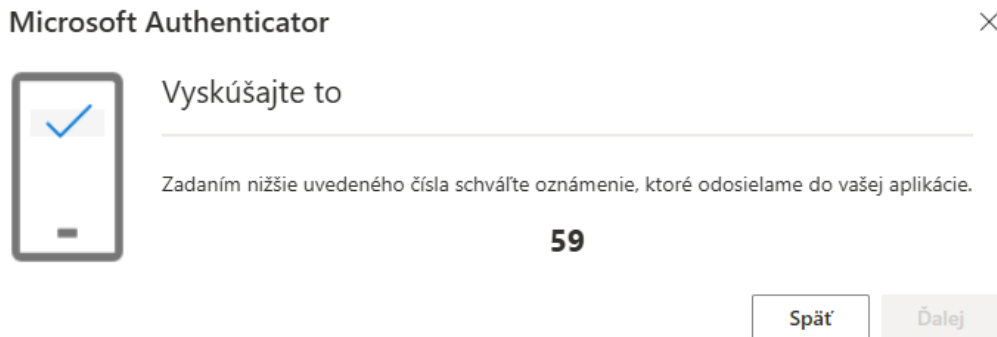 Microsoft Authenticator
Vyskúšajte to
Zadaním nižšie uvedeného čísla schváľte oznámenie, ktoré odosielame do vašej aplikácie.
59
Späť
Ďalej